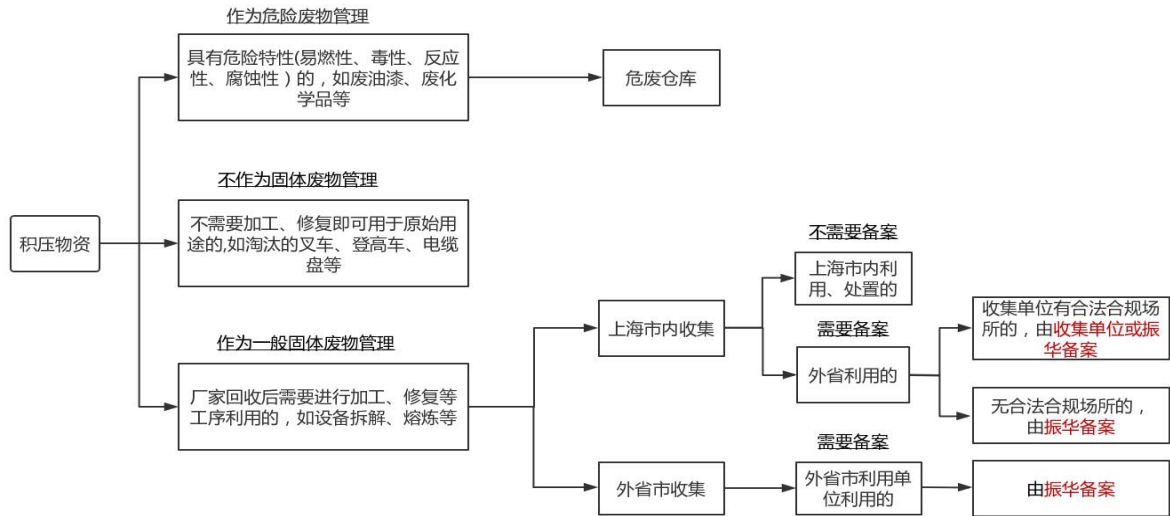 作为危险废物管理
具有危险特性(易燃性、毒性、反应
性、腐蚀性）的，如废油漆、废化
学品等
危废仓库
不作为固体废物管理
积压物资
不需要加工、修复即可用于原始用
途的,如淘汰的叉车、登高车、电缆
盘等
作为一般固体废物管理
厂家回收后需要进行加工、修复等
工序利用的，如设备拆解、熔炼等
上海市内收集
不需要备案
上海市内利
用、处置的
需要备案
外省利用的
收集单位有合法合规场
所的，由收集单位或振
华备案
无合法合规场所的，
由振华备案
外省市收集
需要备案
外省市利用单
位利用的
由振华备案